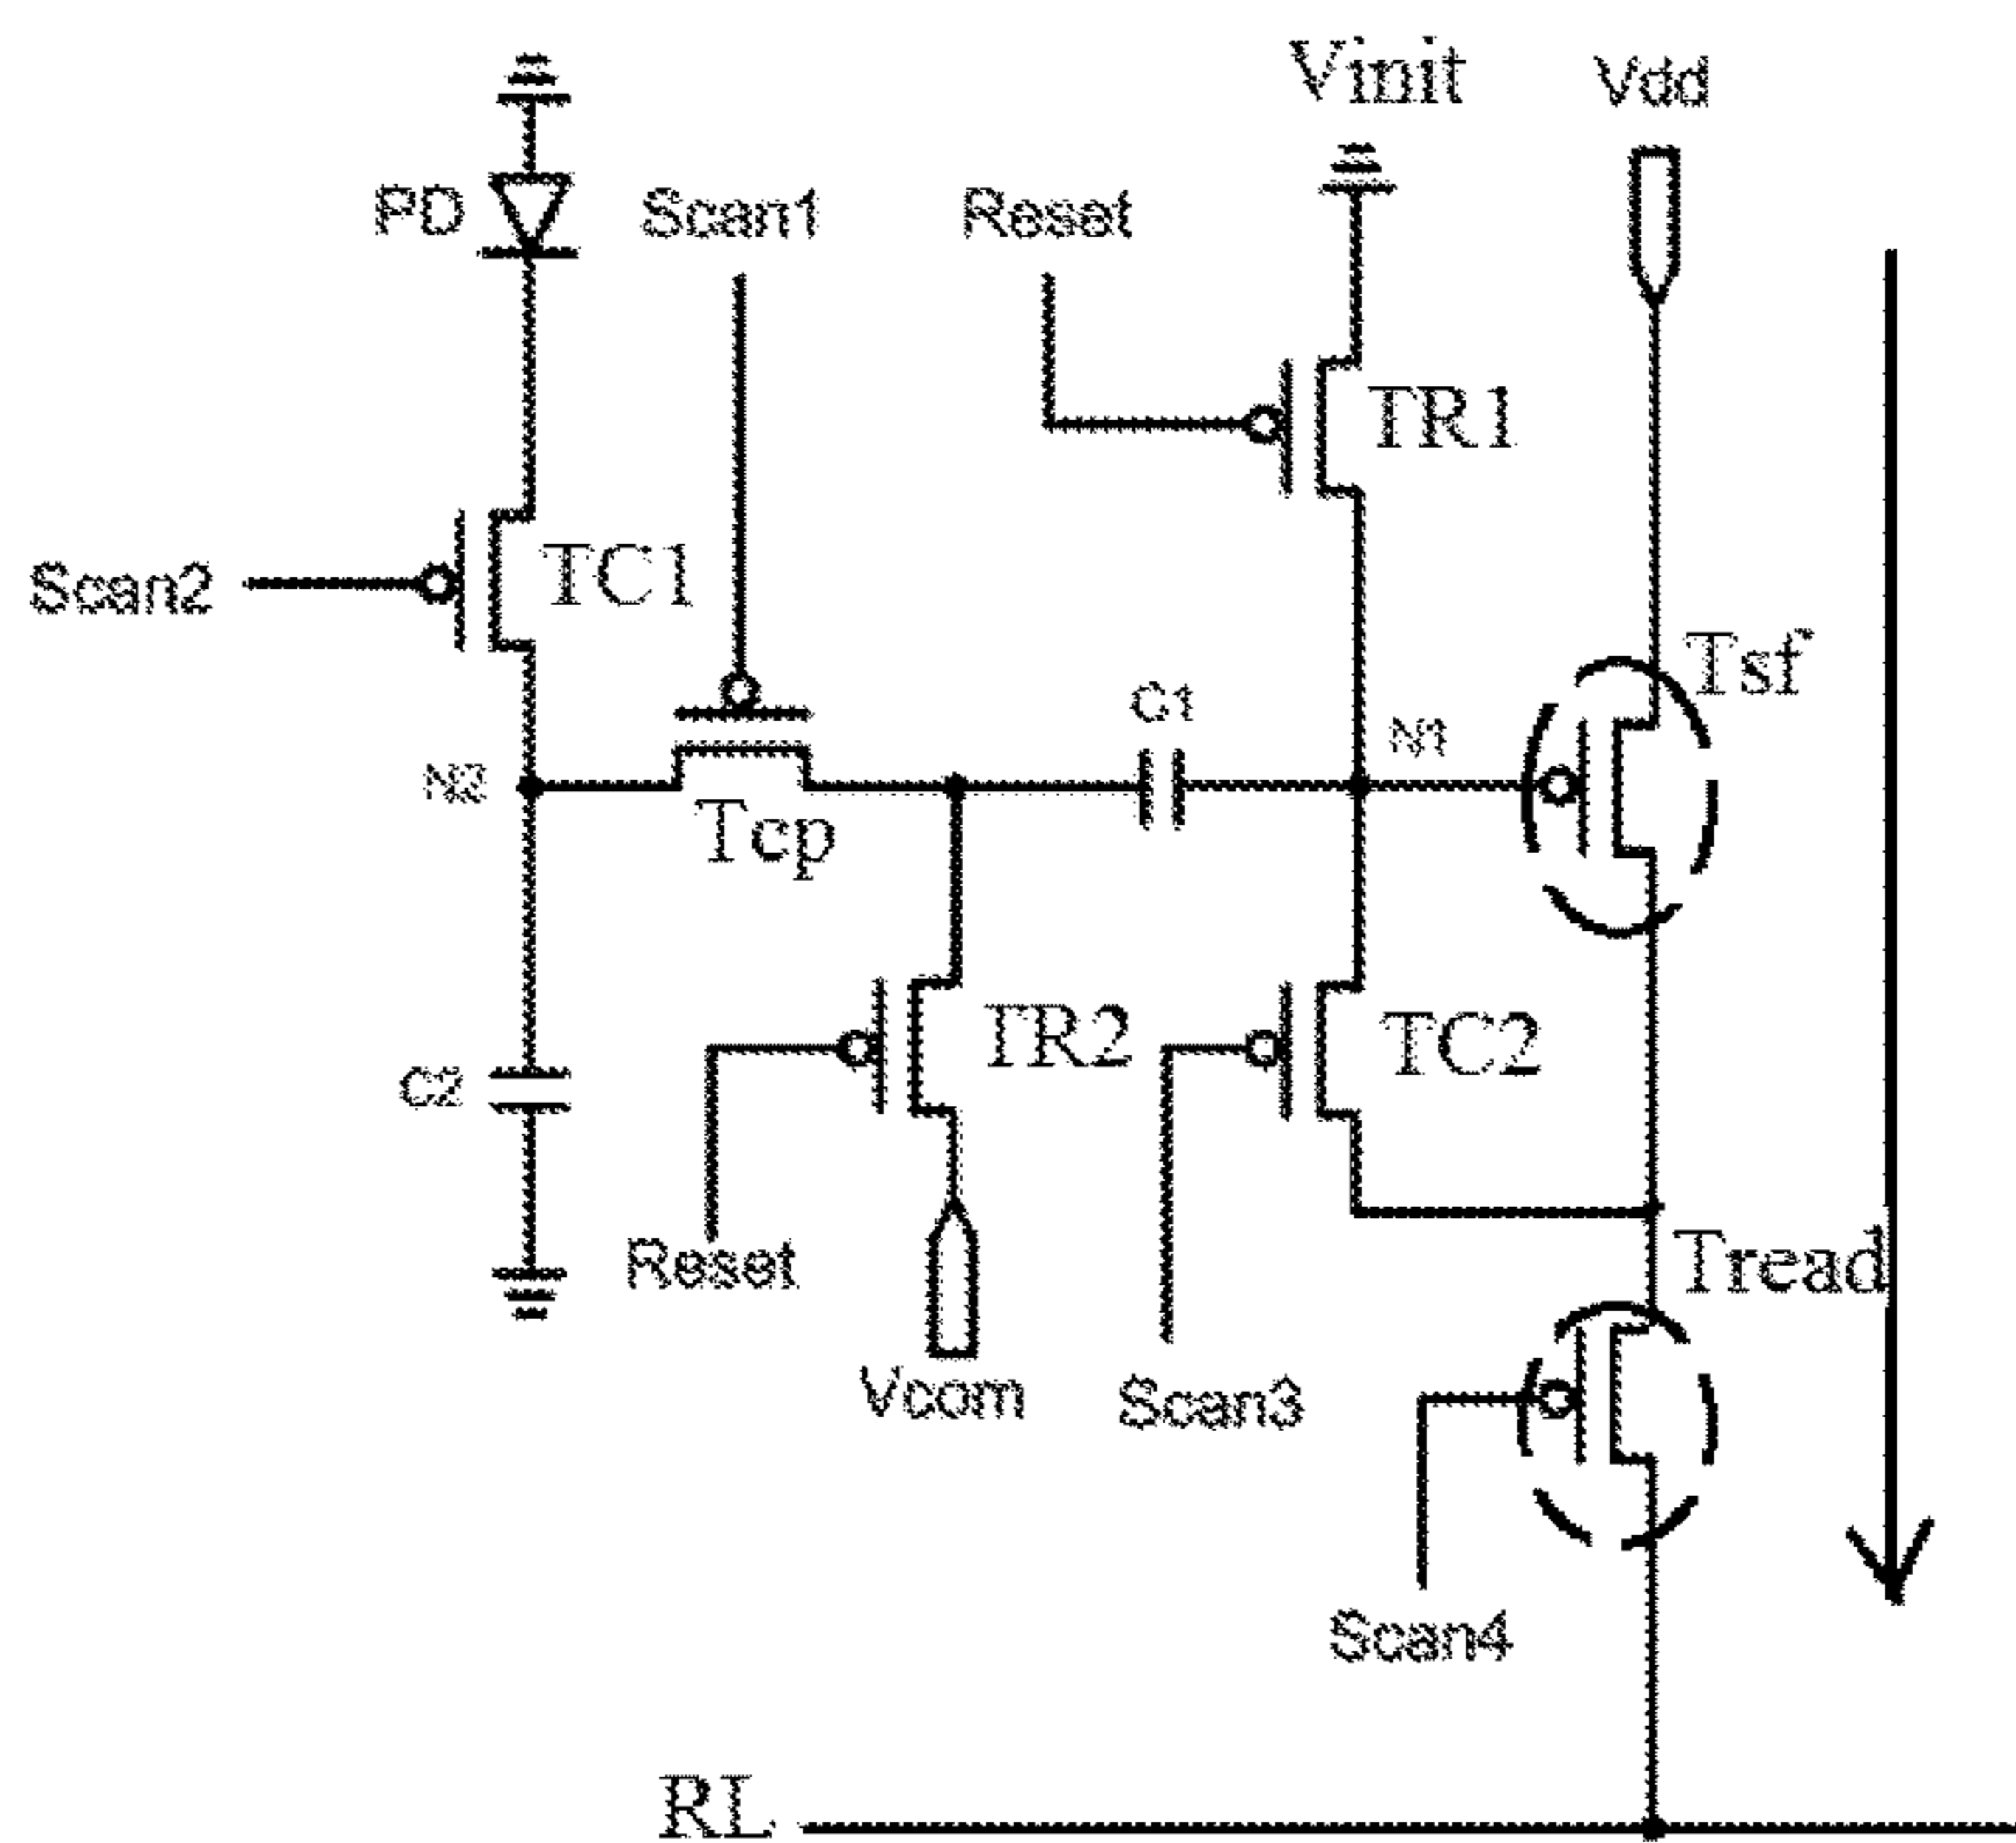 Vinit
Vdd
PD
Scan1
Reset
TR1
Scan2
TC1
Tsf
C1
N1
N2
Tcp
TR2
TC2
C2
Reset
Tread
Vcom
Scan3
Scan4
RL